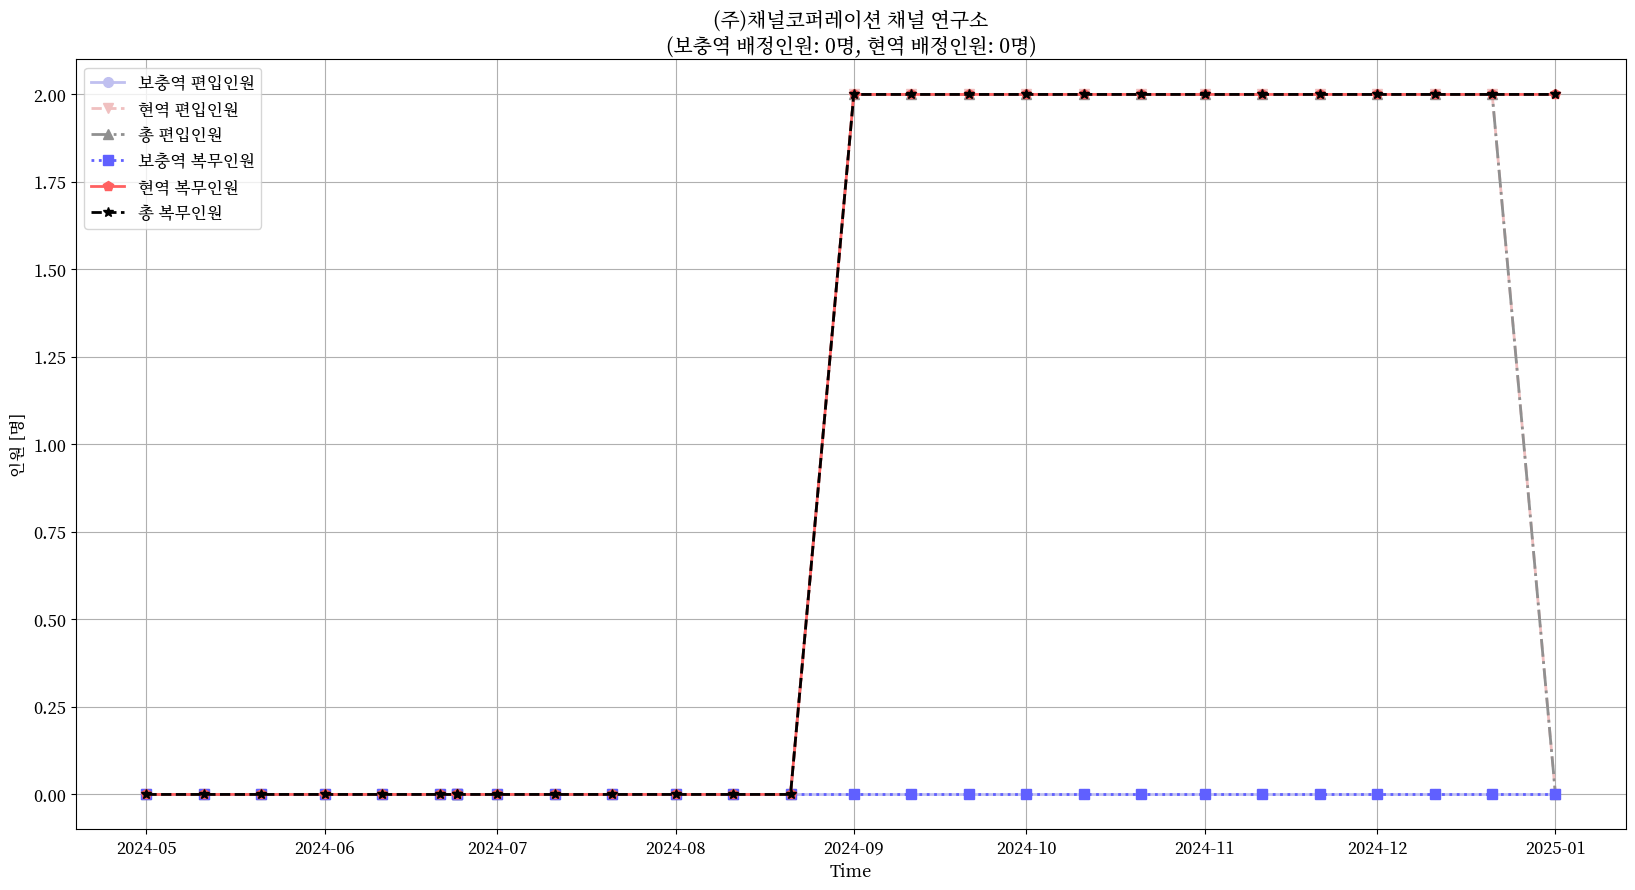 (주)채널코퍼레이션 채널 연구소
(보충역 배정인원: 0명, 현역 배정인원: 0명)
보충역 편입인원
현역 편입인원
총 편입인원
보충역 복무인원
현역 복무인원
총 복무인원
인원 [명]
2.00
1.75
1.50
1.25
1.00
0.75
0.50
0.25
0.00
2024-05
2024-06
2024-07
2024-08
2024-09
2024-10
2024-11
2024-12
2025-01
Time